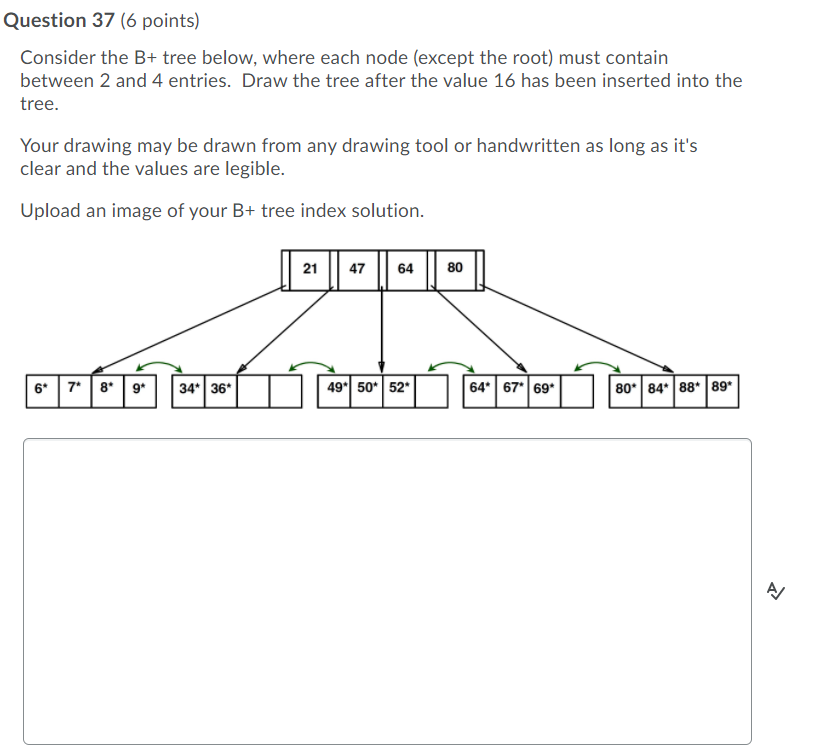 Question 37 (6 points)
Consider the B+ tree below, where each node (except the root) must contain
between 2 and 4 entries. Draw the tree after the value 16 has been inserted into the
tree.
Your drawing may be drawn from any drawing tool or handwritten as long as it's
clear and the values are legible.
Upload an image of your B+ tree index solution.
21 47 64 80
6* 7* 8* 9* 34* 36* 49* 50* 52* 64* 67* 69* 80* 84* 88* 89*
A